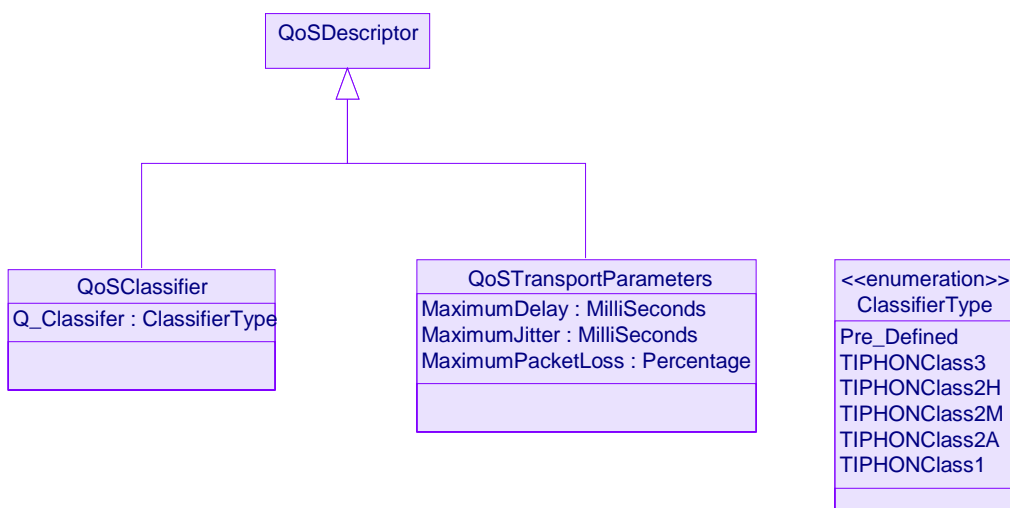 QoSDescriptor
QoSClassifier
Q_Classifer : ClassifierType
QoSTransportParameters
MaximumDelay : MilliSeconds
MaximumJitter : MilliSeconds
MaximumPacketLoss : Percentage
<<enumeration>>
ClassifierType
Pre_Defined
TIPHONClass3
TIPHONClass2H
TIPHONClass2M
TIPHONClass2A
TIPHONClass1